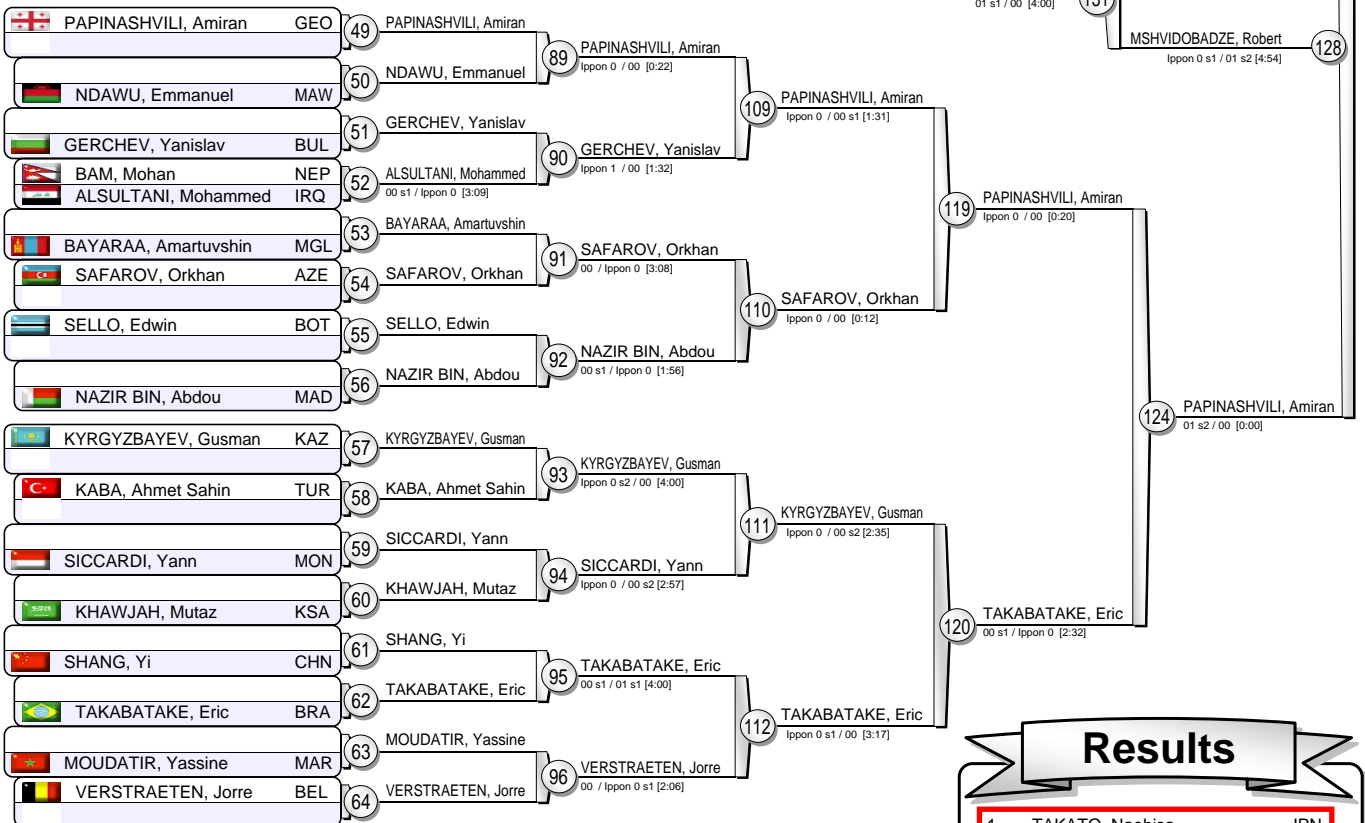 PAPINASHVILI, Amiran GEO
NDAWU, Emmanuel MAW
GERCHEV, Yanislav BUL
BAM, Mohan NEP
ALSULTANI, Mohammed IRQ
BAYARAA, Amartuvshin MGL
SAFAROV, Orkhan AZE
SELLO, Edwin BOT
NAZIR BIN, Abdou MAD
KYRGYZBAYEV, Gusman KAZ
KABA, Ahmet Sahin TUR
SICCARDI, Yann MON
KHAWJAH, Mutaz KSA
SHANG, Yi CHN
TAKABATAKE, Eric BRA
MOUDATIR, Yassine MAR
VERSTRAETEN, Jorre BEL
49 PAPINASHVILI, Amiran
50 NDAWU, Emmanuel
51 GERCHEV, Yanislav
52 ALSULTANI, Mohammed
00 s1 / Ippon 0 [3:09]
53 BAYARAA, Amartuvshin
54 SAFAROV, Orkhan
55 SELLO, Edwin
56 NAZIR BIN, Abdou
57 KYRGYZBAYEV, Gusman
58 KABA, Ahmet Sahin
59 SICCARDI, Yann
60 KHAWJAH, Mutaz
61 SHANG, Yi
62 TAKABATAKE, Eric
63 MOUDATIR, Yassine
64 VERSTRAETEN, Jorre
89 PAPINASHVILI, Amiran
Ippon 0 / 00 [0:22]
90 GERCHEV, Yanislav
Ippon 1 / 00 [1:32]
91 SAFAROV, Orkhan
00 / Ippon 0 [3:08]
92 NAZIR BIN, Abdou
00 s1 / Ippon 0 [1:56]
93 KYRGYZBAYEV, Gusman
Ippon 0 s2 / 00 [4:00]
94 SICCARDI, Yann
Ippon 0 / 00 s2 [2:57]
95 TAKABATAKE, Eric
00 s1 / 01 s1 [4:00]
96 VERSTRAETEN, Jorre
00 / Ippon 0 s1 [2:06]
109 PAPINASHVILI, Amiran
Ippon 0 / 00 s1 [1:31]
110 SAFAROV, Orkhan
Ippon 0 / 00 [0:12]
111 KYRGYZBAYEV, Gusman
Ippon 0 / 00 s2 [2:35]
112 TAKABATAKE, Eric
Ippon 0 s1 / 00 [3:17]
119 PAPINASHVILI, Amiran
Ippon 0 / 00 [0:20]
120 TAKABATAKE, Eric
00 s1 / Ippon 0 [2:32]
124 PAPINASHVILI, Amiran
01 s2 / 00 [0:00]
01 s1 / 00 [4:00]
MSHVIDOBADZE, Robert 128
Ippon 0 s1 / 01 s2 [4:54]
Results
1 TAKATO, Naohisa JPN